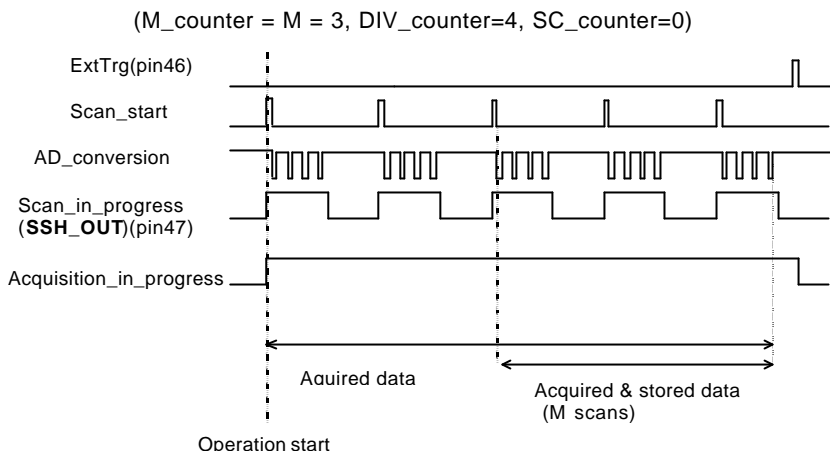 (M_counter = M = 3, DIV_counter=4, SC_counter=0)
ExtTrg(pin46)
Scan_start
AD_conversion
Scan_in_progress
(SSH_OUT)(pin47)
Acquisition_in_progress
Aquired data
Acquired & stored data
(M scans)
Operation start